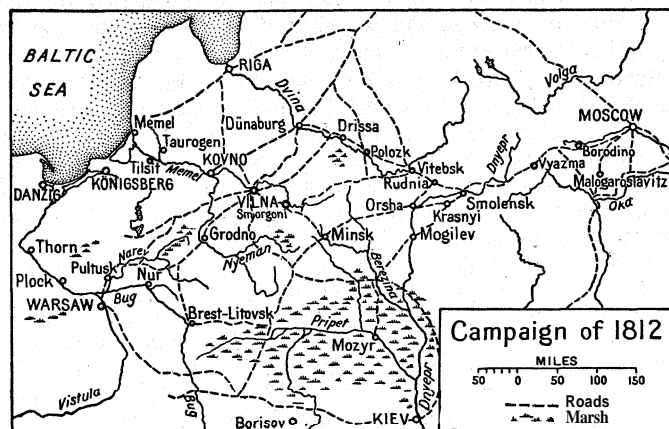 BALTIC
SEA
RIGA
Dvina
Volga
MOSCOW
Memel
Taurogeni
Dünaburg
Drissa
Polozk
Dnyepr
Borodino
Tilsit
Memel
KOVNO
Vitebsk
Vyazma
Rudnia
Malogaroslavitz
DANZIG
KÖNIGSBERG
VILNA
Smorgoni
Orsha
Krasnyi
Smolensk
Oka
Thorn
Narev
Grodno
Nyeman
Minsk
Mogilev
Berezina
Plock
Pultusk
Nur
WARSAW
Bug
Brest-Litovsk
Pripet
Mozyr
Dnyepr
Vistula
Bug
Borisov
KIEV
Campaign of 1812
MILES
50 0 50 100 150
Roads
Marsh